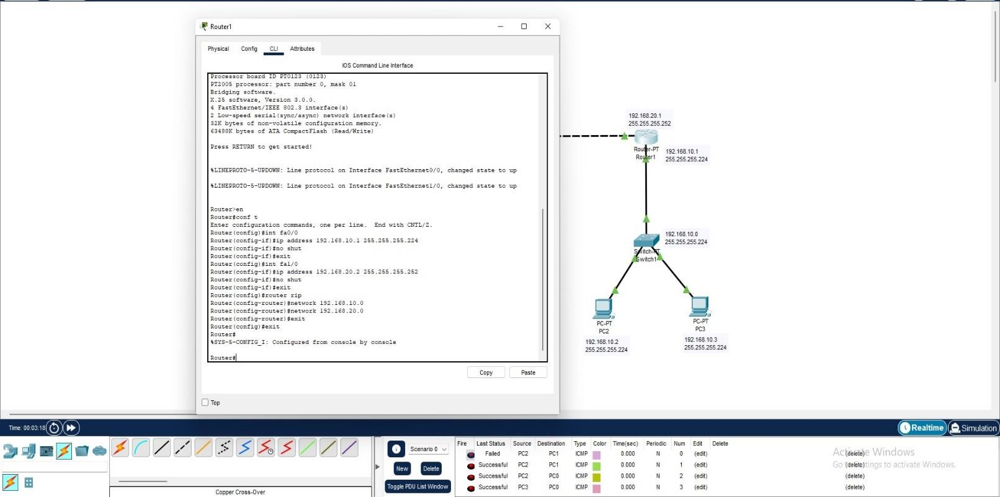 Router1
Physical Config CLI Attributes
IOS Command Line Interface
Processor board ID PT0123 (0123)
PT2005 processor: part number 0, mask 01
Bridging software.
X.25 software, Version 3.0.0.
4 FastEthernet/IEEE 802.3 interface(s)
2 Low-speed serial(sync/async) network interface(s)
32K bytes of non-volatile configuration memory.
63488K bytes of ATA CompactFlash (Read/Write)
Press RETURN to get started!
%LINEPROTO-5-UPDOWN: Line protocol on Interface FastEthernet0/0, changed state to up
%LINEPROTO-5-UPDOWN: Line protocol on Interface FastEthernet1/0, changed state to up
Router>en
Router#conf t
Enter configuration commands, one per line.  End with CNTL/Z.
Router(config)#int fa0/0
Router(config-if)#ip address 192.168.10.1 255.255.255.224
Router(config-if)#no shut
Router(config-if)#exit
Router(config)#int fa1/0
Router(config-if)#ip address 192.168.20.2 255.255.255.252
Router(config-if)#no shut
Router(config-if)#exit
Router(config)#router rip
Router(config-router)#network 192.168.10.0
Router(config-router)#network 192.168.20.0
Router(config-router)#exit
Router(config)#exit
Router#
%SYS-5-CONFIG_I: Configured from console by console
Router#
Copy Paste
Top
192.168.20.1
255.255.255.252
Router-PT
Router1
192.168.10.1
255.255.255.224
192.168.10.0
255.255.255.224
Switch-PT
Switch1
PC-PT
PC2
192.168.10.2
255.255.255.224
PC-PT
PC3
192.168.10.3
255.255.255.224
Time: 00:03:18
Realtime Simulation
Copper Cross-Over
Scenario 0
New Delete
Toggle PDU List Window
Fire Last Status Source Destination Type Color Time(sec) Periodic Num Edit Delete
Failed PC2 PC1 ICMP 0.000 N 0 (edit) (delete)
Successful PC2 PC1 ICMP 0.000 N 1 (edit) (delete)
Successful PC2 PC0 ICMP 0.000 N 2 (edit) (delete)
Successful PC3 PC0 ICMP 0.000 N 3 (edit) (delete)
Activate Windows
Go to Settings to activate Windows.